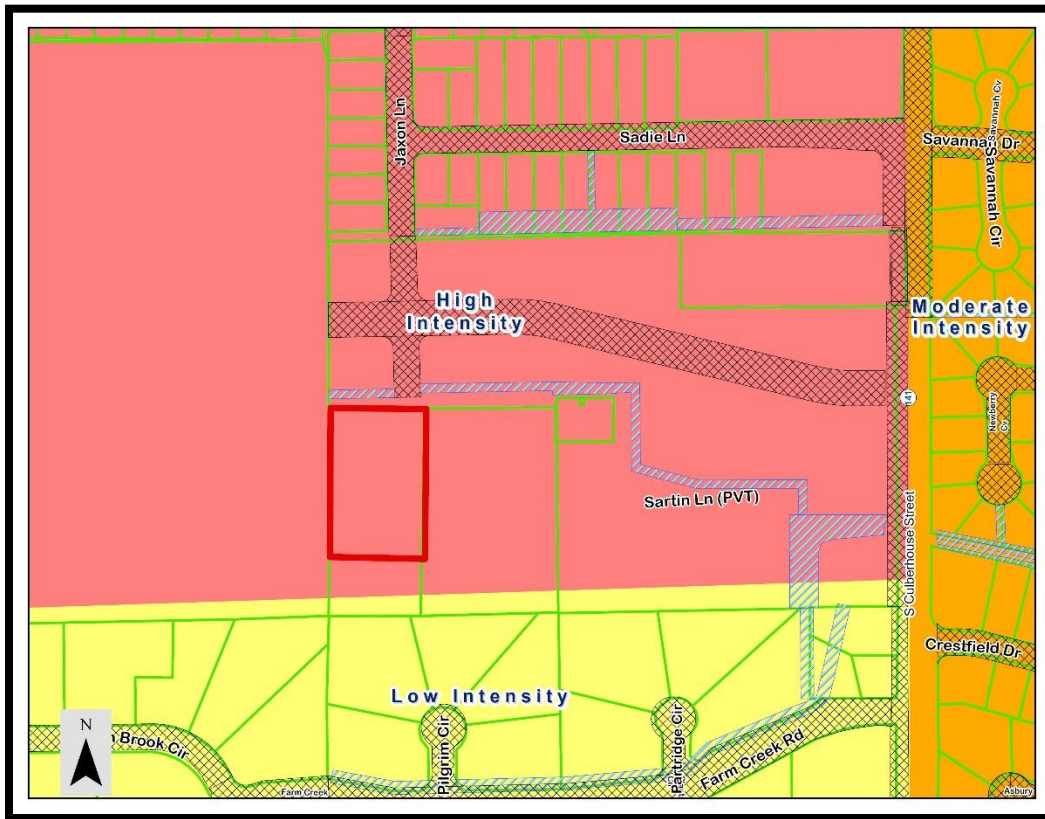 Jaxon Ln
Sadie Ln
Savannah Cv
Savannah Dr
Savannah Cir
High
Intensity
Moderate
Intensity
141
Newberry
Cv
Sartin Ln (PVT)
S Culberhouse Street
Crestfield Dr
Low Intensity
N
Brook Cir
Pilgrim Cir
Partridge Cir
Farm Creek Rd
Farm Creek
Asbury